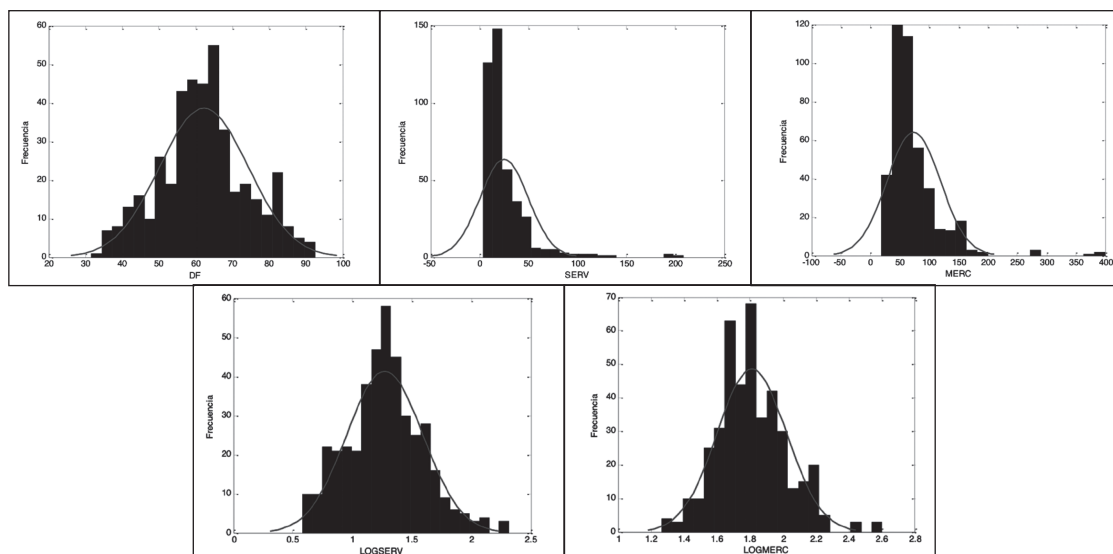 60
50
40
30
20
10
0
Frecuencia
20 30 40 50 60 70 80 90 100
DF
150
100
50
0
Frecuencia
-50 0 50 100 150 200 250
SERV
120
100
80
60
40
20
0
Frecuencia
-100 -50 0 50 100 150 200 250 300 350 400
MERC
60
50
40
30
20
10
0
Frecuencia
0 0.5 1 1.5 2 2.5
LOGSERV
70
60
50
40
30
20
10
0
Frecuencia
1 1.2 1.4 1.6 1.8 2 2.2 2.4 2.6 2.8
LOGMERC